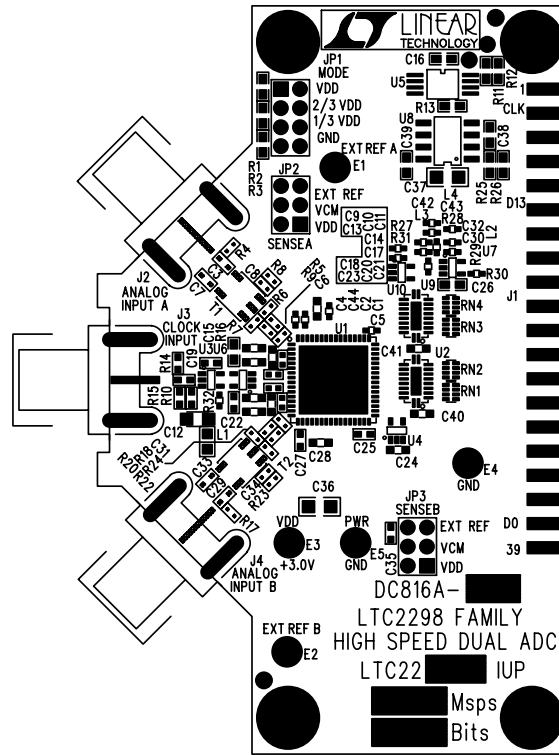 LINEAR
TECHNOLOGY
JP1
MODE
VDD
2/3 VDD
1/3 VDD
GND
C16
U5
R11
R12
1
CLK
R13
U8
C39
C38
R1
R2
R3
EXT REF A
E1
JP2
EXT REF
VCM
VDD
SENSEA
C37
L4
C43
C42
R25
R26
D13
C9
C13
C10
C11
C14
C17
C18
C23
C20
C21
R27
R31
L3
R28
C32
C30
R29
L2
U7
R30
C26
U10
U9
RN4
RN3
J1
J2
ANALOG
INPUT A
R4
C3
C7
T1
C8
R8
R6
R7
R5
R9
C6
C4
C44
C2
C1
U1
C5
C41
U2
RN2
RN1
J3
CLOCK
INPUT
C15
R16
C19
U3
U6
R14
R15
R10
R32
C12
C22
L1
C40
U4
C24
C25
C27
C28
R20
R22
R18
R24
C31
C33
C29
C34
R23
T2
R17
C36
E4
GND
VDD
E3
+3.0V
PWR
E5
GND
C35
JP3
SENSEB
EXT REF
VCM
VDD
D0
39
J4
ANALOG
INPUT B
EXT REF B
E2
DC816A-
LTC2298 FAMILY
HIGH SPEED DUAL ADC
LTC22 IUP
Msps
Bits